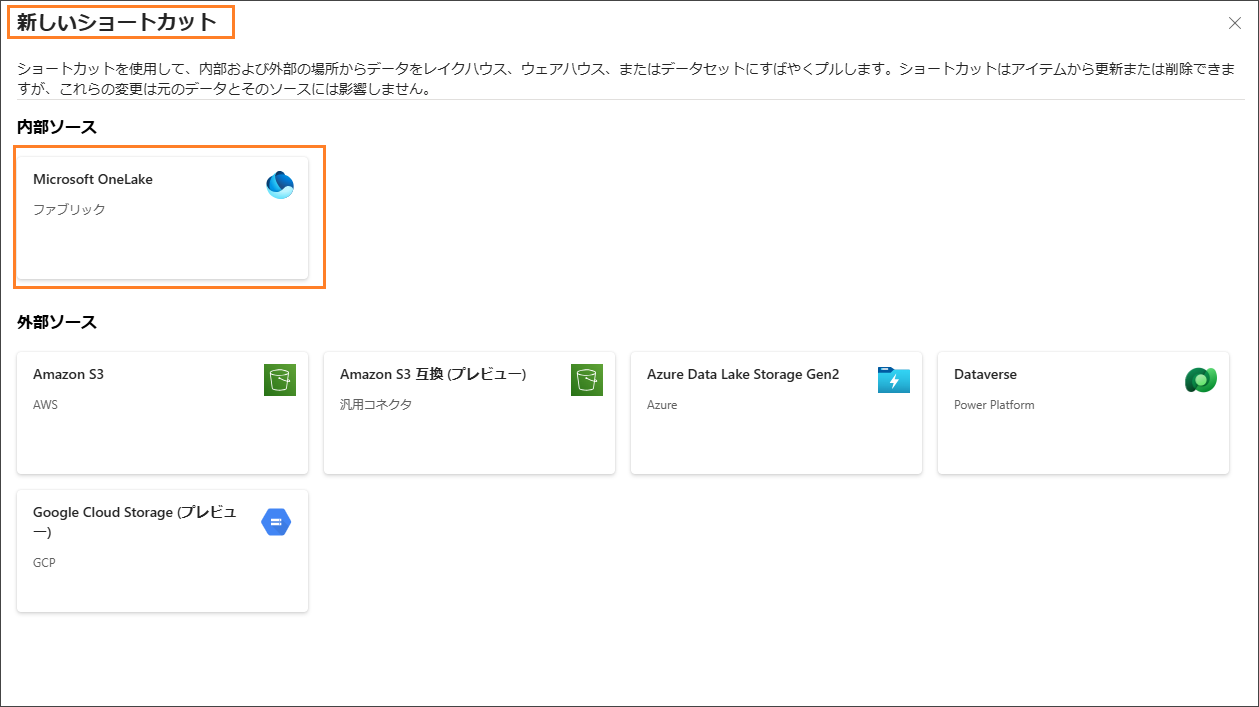 新しいショートカット
ショートカットを使用して、内部および外部の場所からデータをレイクハウス、ウェアハウス、またはデータセットにすばやくプルします。ショートカットはアイテムから更新または削除できま
すが、これらの変更は元のデータとそのソースには影響しません。
内部ソース
Microsoft OneLake
ファブリック
外部ソース
Amazon S3
AWS
Amazon S3 互換 (プレビュー)
汎用コネクタ
Azure Data Lake Storage Gen2
Azure
Dataverse
Power Platform
Google Cloud Storage (プレビュ
ー)
GCP